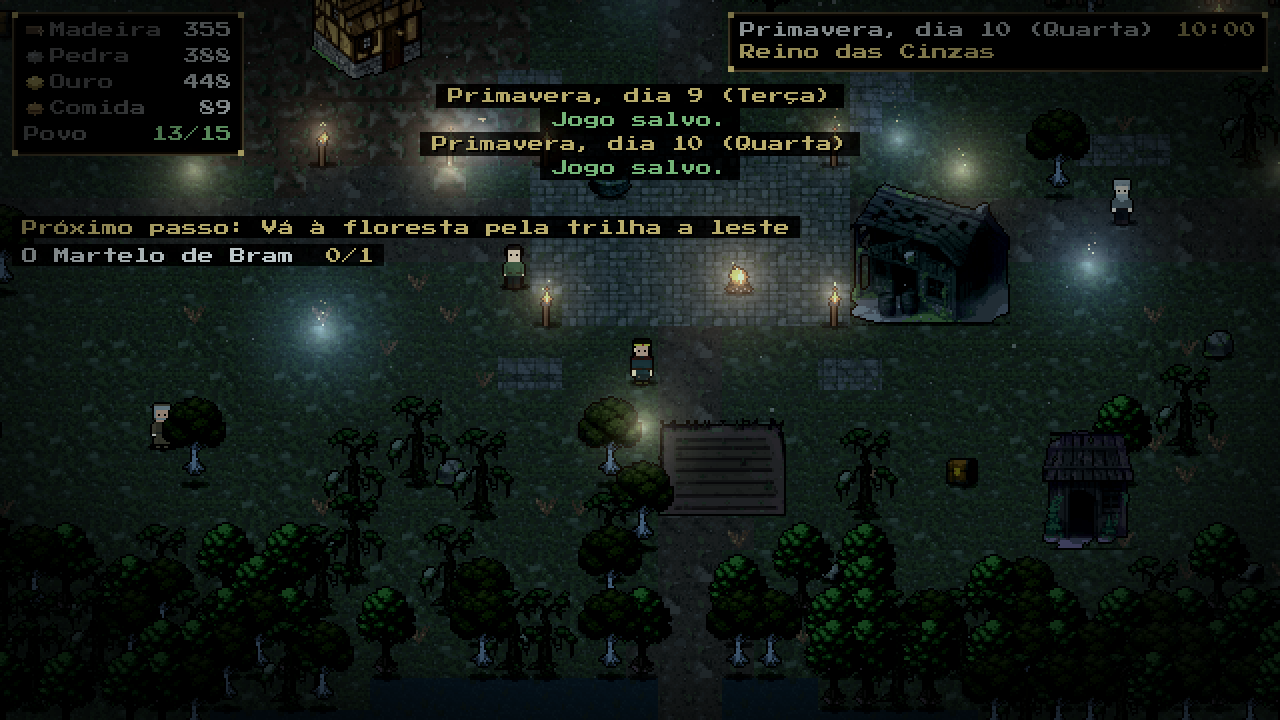 Madeira 355
Pedra 388
Ouro 448
Comida 89
Povo 13/15
Primavera, dia 10 (Quarta) 10:00
Reino das Cinzas
Primavera, dia 9 (Terça)
Jogo salvo.
Primavera, dia 10 (Quarta)
Jogo salvo.
Próximo passo: Vá à floresta pela trilha a leste
O Martelo de Bram 0/1